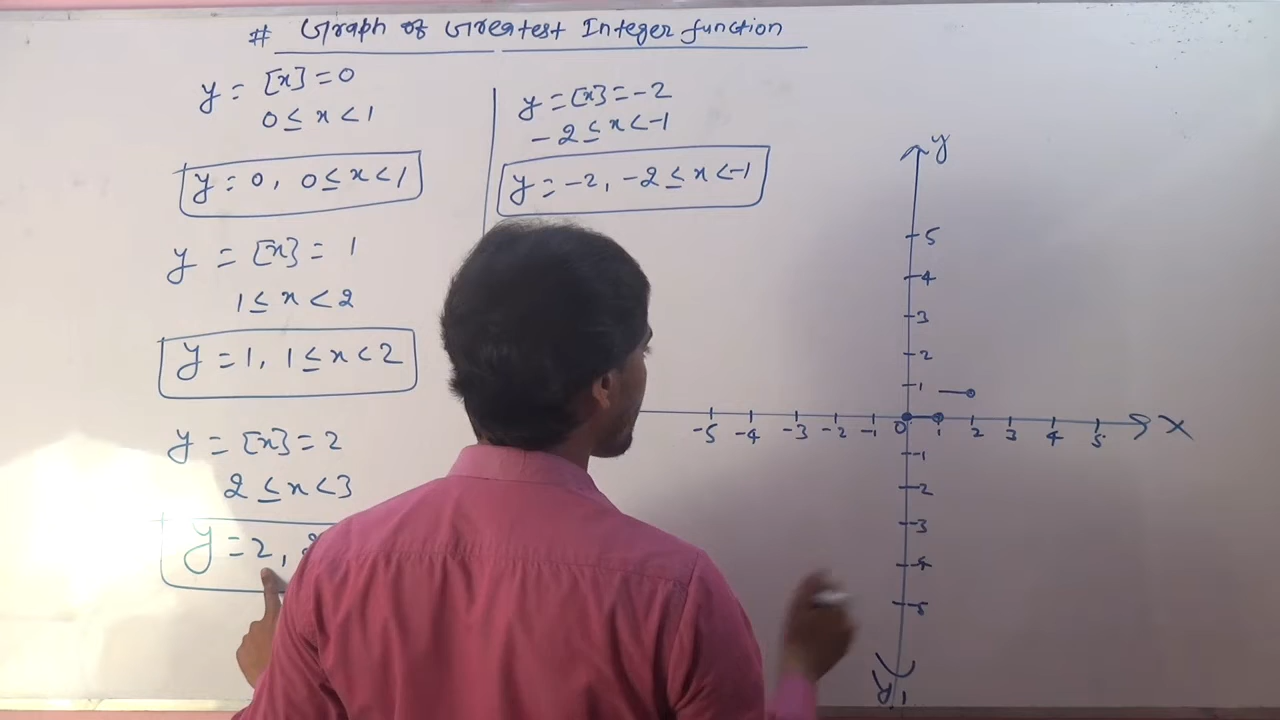 # Graph of Greatest Integer function
y = [x] = 0
0 ≤ x < 1
y = 0, 0 ≤ x < 1
y = [x] = 1
1 ≤ x < 2
y = 1, 1 ≤ x < 2
y = [x] = 2
2 ≤ x < 3
y = 2,
y = [x] = -2
-2 ≤ x < -1
y = -2, -2 ≤ x < -1
y
5
4
3
2
1
-5 -4 -3 -2 -1 0 1 2 3 4 5 X
-1
-2
-3
-4
-5
y'